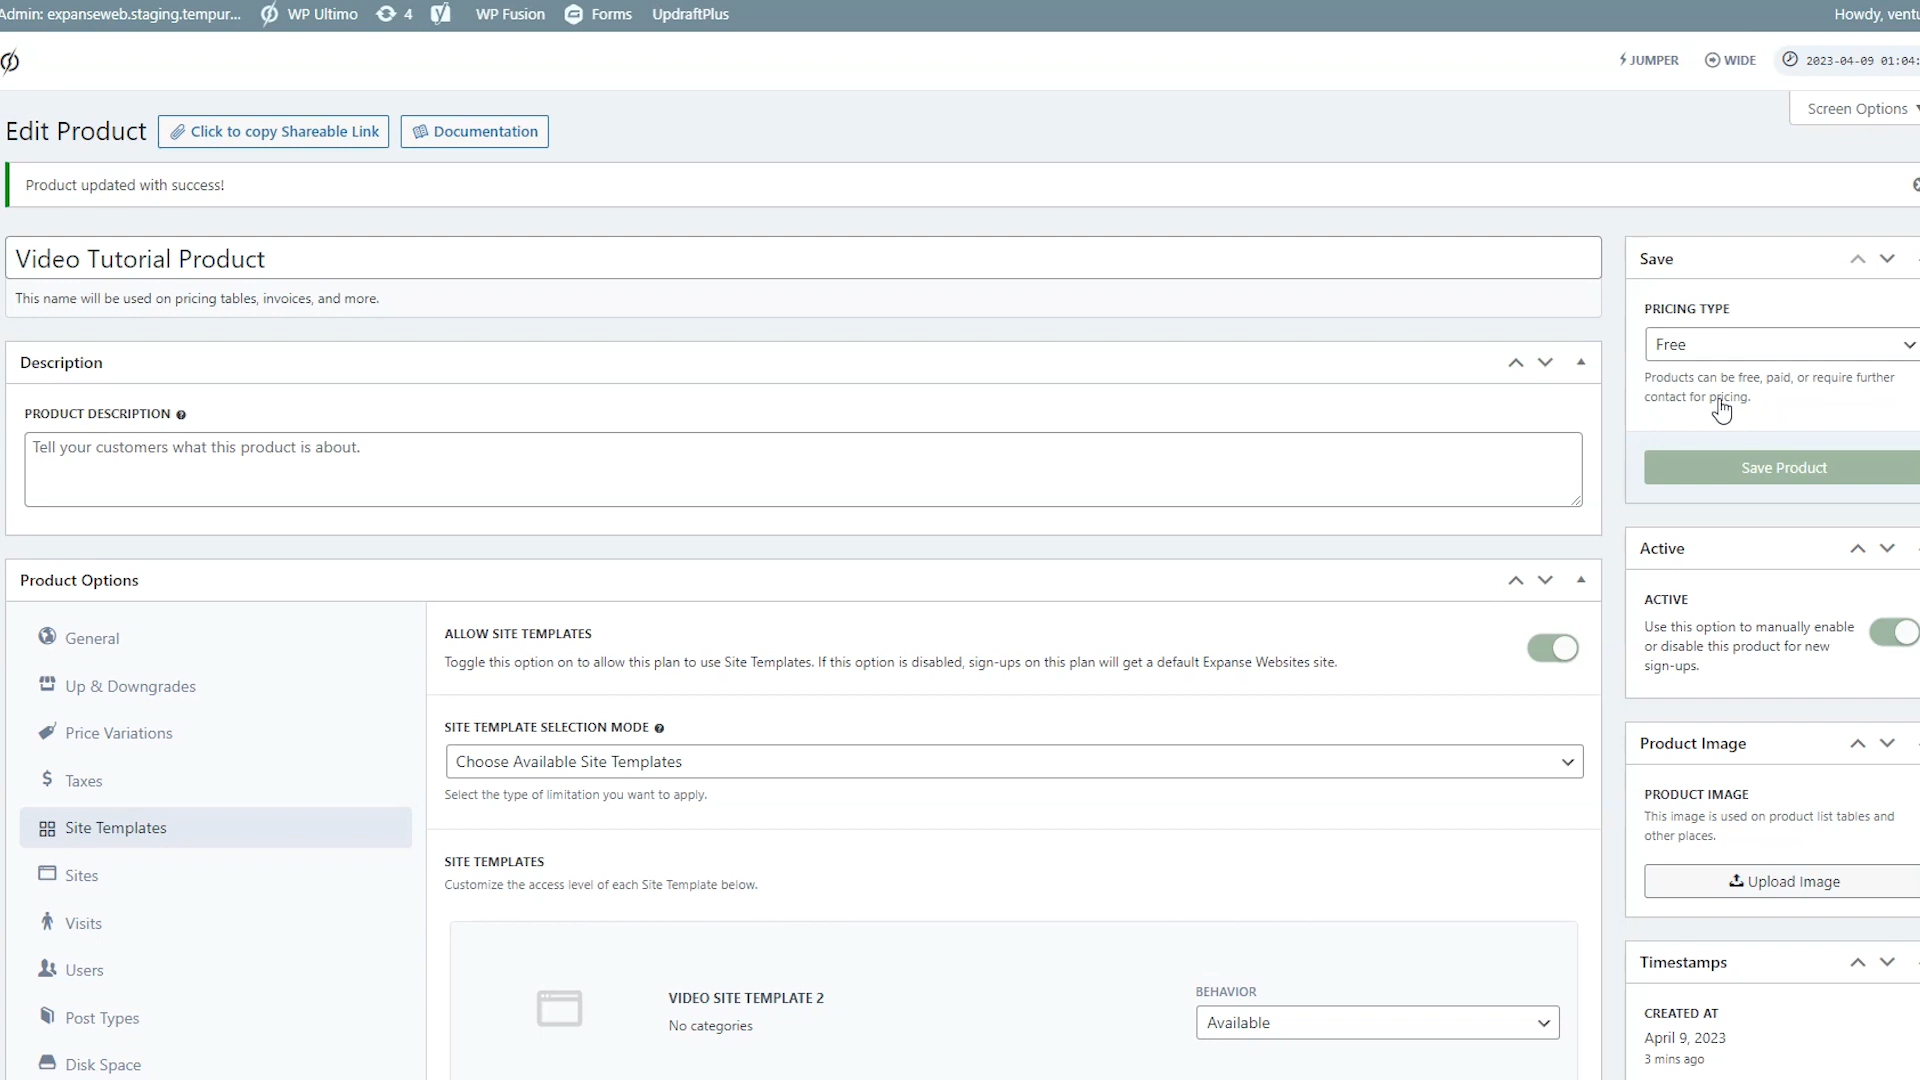 Admin: expanseweb.staging.tempur... WP Ultimo 4 WP Fusion Forms UpdraftPlus Howdy,
JUMPER WIDE 2023-04-09 01:04:
Screen Options
Edit Product Click to copy Shareable Link Documentation
Product updated with success!
Video Tutorial Product
This name will be used on pricing tables, invoices, and more.
Description
PRODUCT DESCRIPTION
Tell your customers what this product is about.
Product Options
General
Up & Downgrades
Price Variations
Taxes
Site Templates
Sites
Visits
Users
Post Types
Disk Space
ALLOW SITE TEMPLATES
Toggle this option on to allow this plan to use Site Templates. If this option is disabled, sign-ups on this plan will get a default Expanse Websites site.
SITE TEMPLATE SELECTION MODE
Choose Available Site Templates
Select the type of limitation you want to apply.
SITE TEMPLATES
Customize the access level of each Site Template below.
VIDEO SITE TEMPLATE 2
No categories
BEHAVIOR
Available
Save
PRICING TYPE
Free
Products can be free, paid, or require further
contact for pricing.
Save Product
Active
ACTIVE
Use this option to manually enable
or disable this product for new
sign-ups.
Product Image
PRODUCT IMAGE
This image is used on product list tables and
other places.
Upload Image
Timestamps
CREATED AT
April 9, 2023
3 mins ago